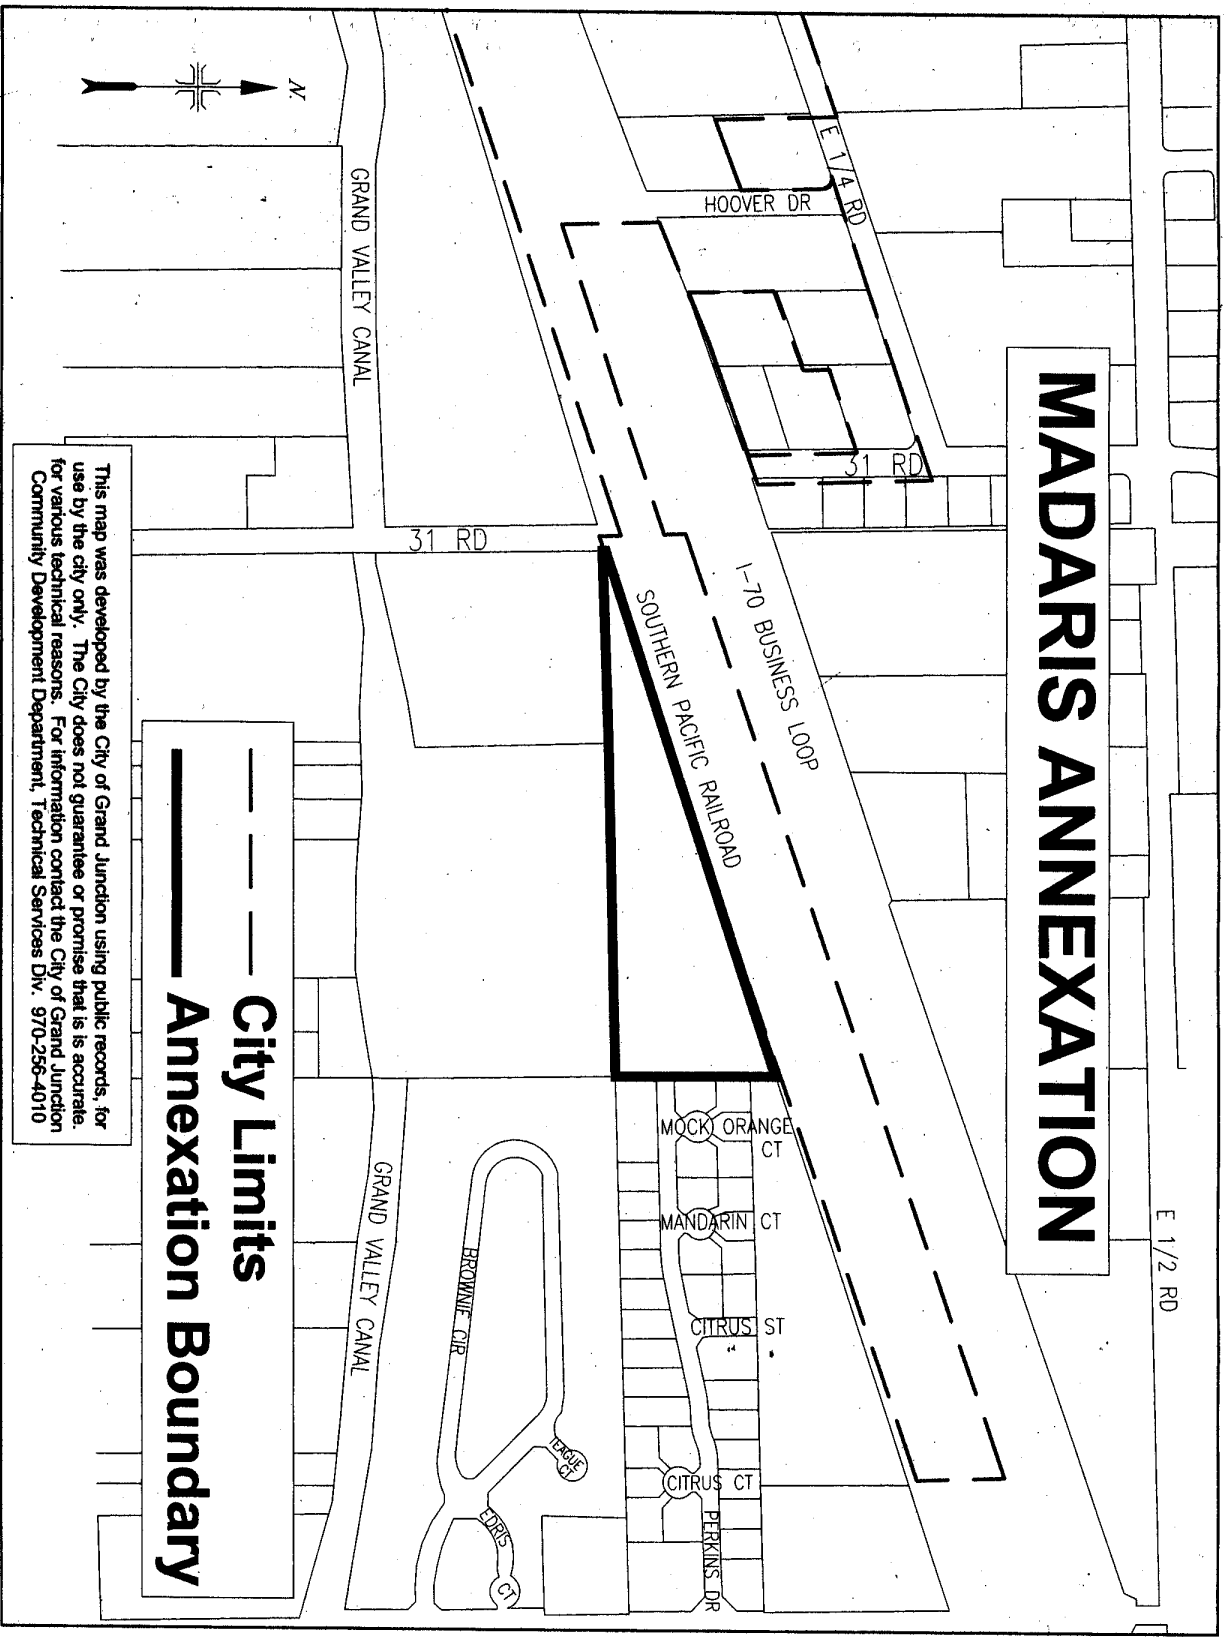 MADARIS ANNEXATION
E 1/2 RD
E 1/4 RD
HOOVER DR
31 RD
I-70 BUSINESS LOOP
SOUTHERN PACIFIC RAILROAD
31 RD
MOCK ORANGE
CT
MANDARIN CT
CITRUS ST
CITRUS CT
PERKINS DR
GRAND VALLEY CANAL
GRAND VALLEY CANAL
BROWNIE CIR
TEAGUE
CT
EDRIS
CT
N.
City Limits
Annexation Boundary
This map was developed by the City of Grand Junction using public records, for
use by the city only. The City does not guarantee or promise that is is accurate.
for various technical reasons. For information contact the City of Grand Junction
Community Development Department, Technical Services Div. 970-256-4010